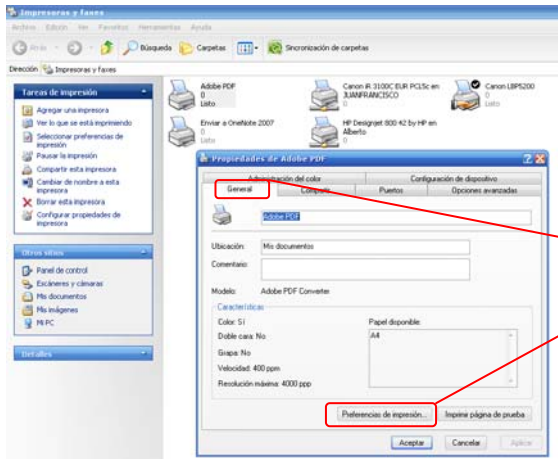 Impresoras y faxes
Archivo Edición Ver Favoritos Herramientas Ayuda
Atrás Búsqueda Carpetas Sincronización de carpetas
Dirección Impresoras y faxes
Tareas de impresión
Agregar una impresora
Ver lo que se está imprimiendo
Seleccionar preferencias de impresión
Pausar la impresión
Compartir esta impresora
Cambiar de nombre a esta impresora
Borrar esta impresora
Configurar propiedades de impresora
Otros sitios
Panel de control
Escáneres y cámaras
Mis documentos
Mis imágenes
Mi PC
Detalles
Adobe PDF
0
Listo
Canon iR 3100C EUR PCL5c en JUANFRANCISCO
0
Canon LBP5200
0
Listo
Enviar a OneNote 2007
0
Listo
HP Designjet 800 42 by HP en Alberto
0
Propiedades de Adobe PDF
Administración del color Configuración de dispositivo
General Compartir Puertos Opciones avanzadas
Adobe PDF
Ubicación: Mis documentos
Comentario:
Modelo: Adobe PDF Converter
Características
Color: Sí
Doble cara: No
Grapa: No
Velocidad: 400 ppm
Resolución máxima: 4000 ppp
Papel disponible:
A4
Preferencias de impresión... Imprimir página de prueba
Aceptar Cancelar Aplicar